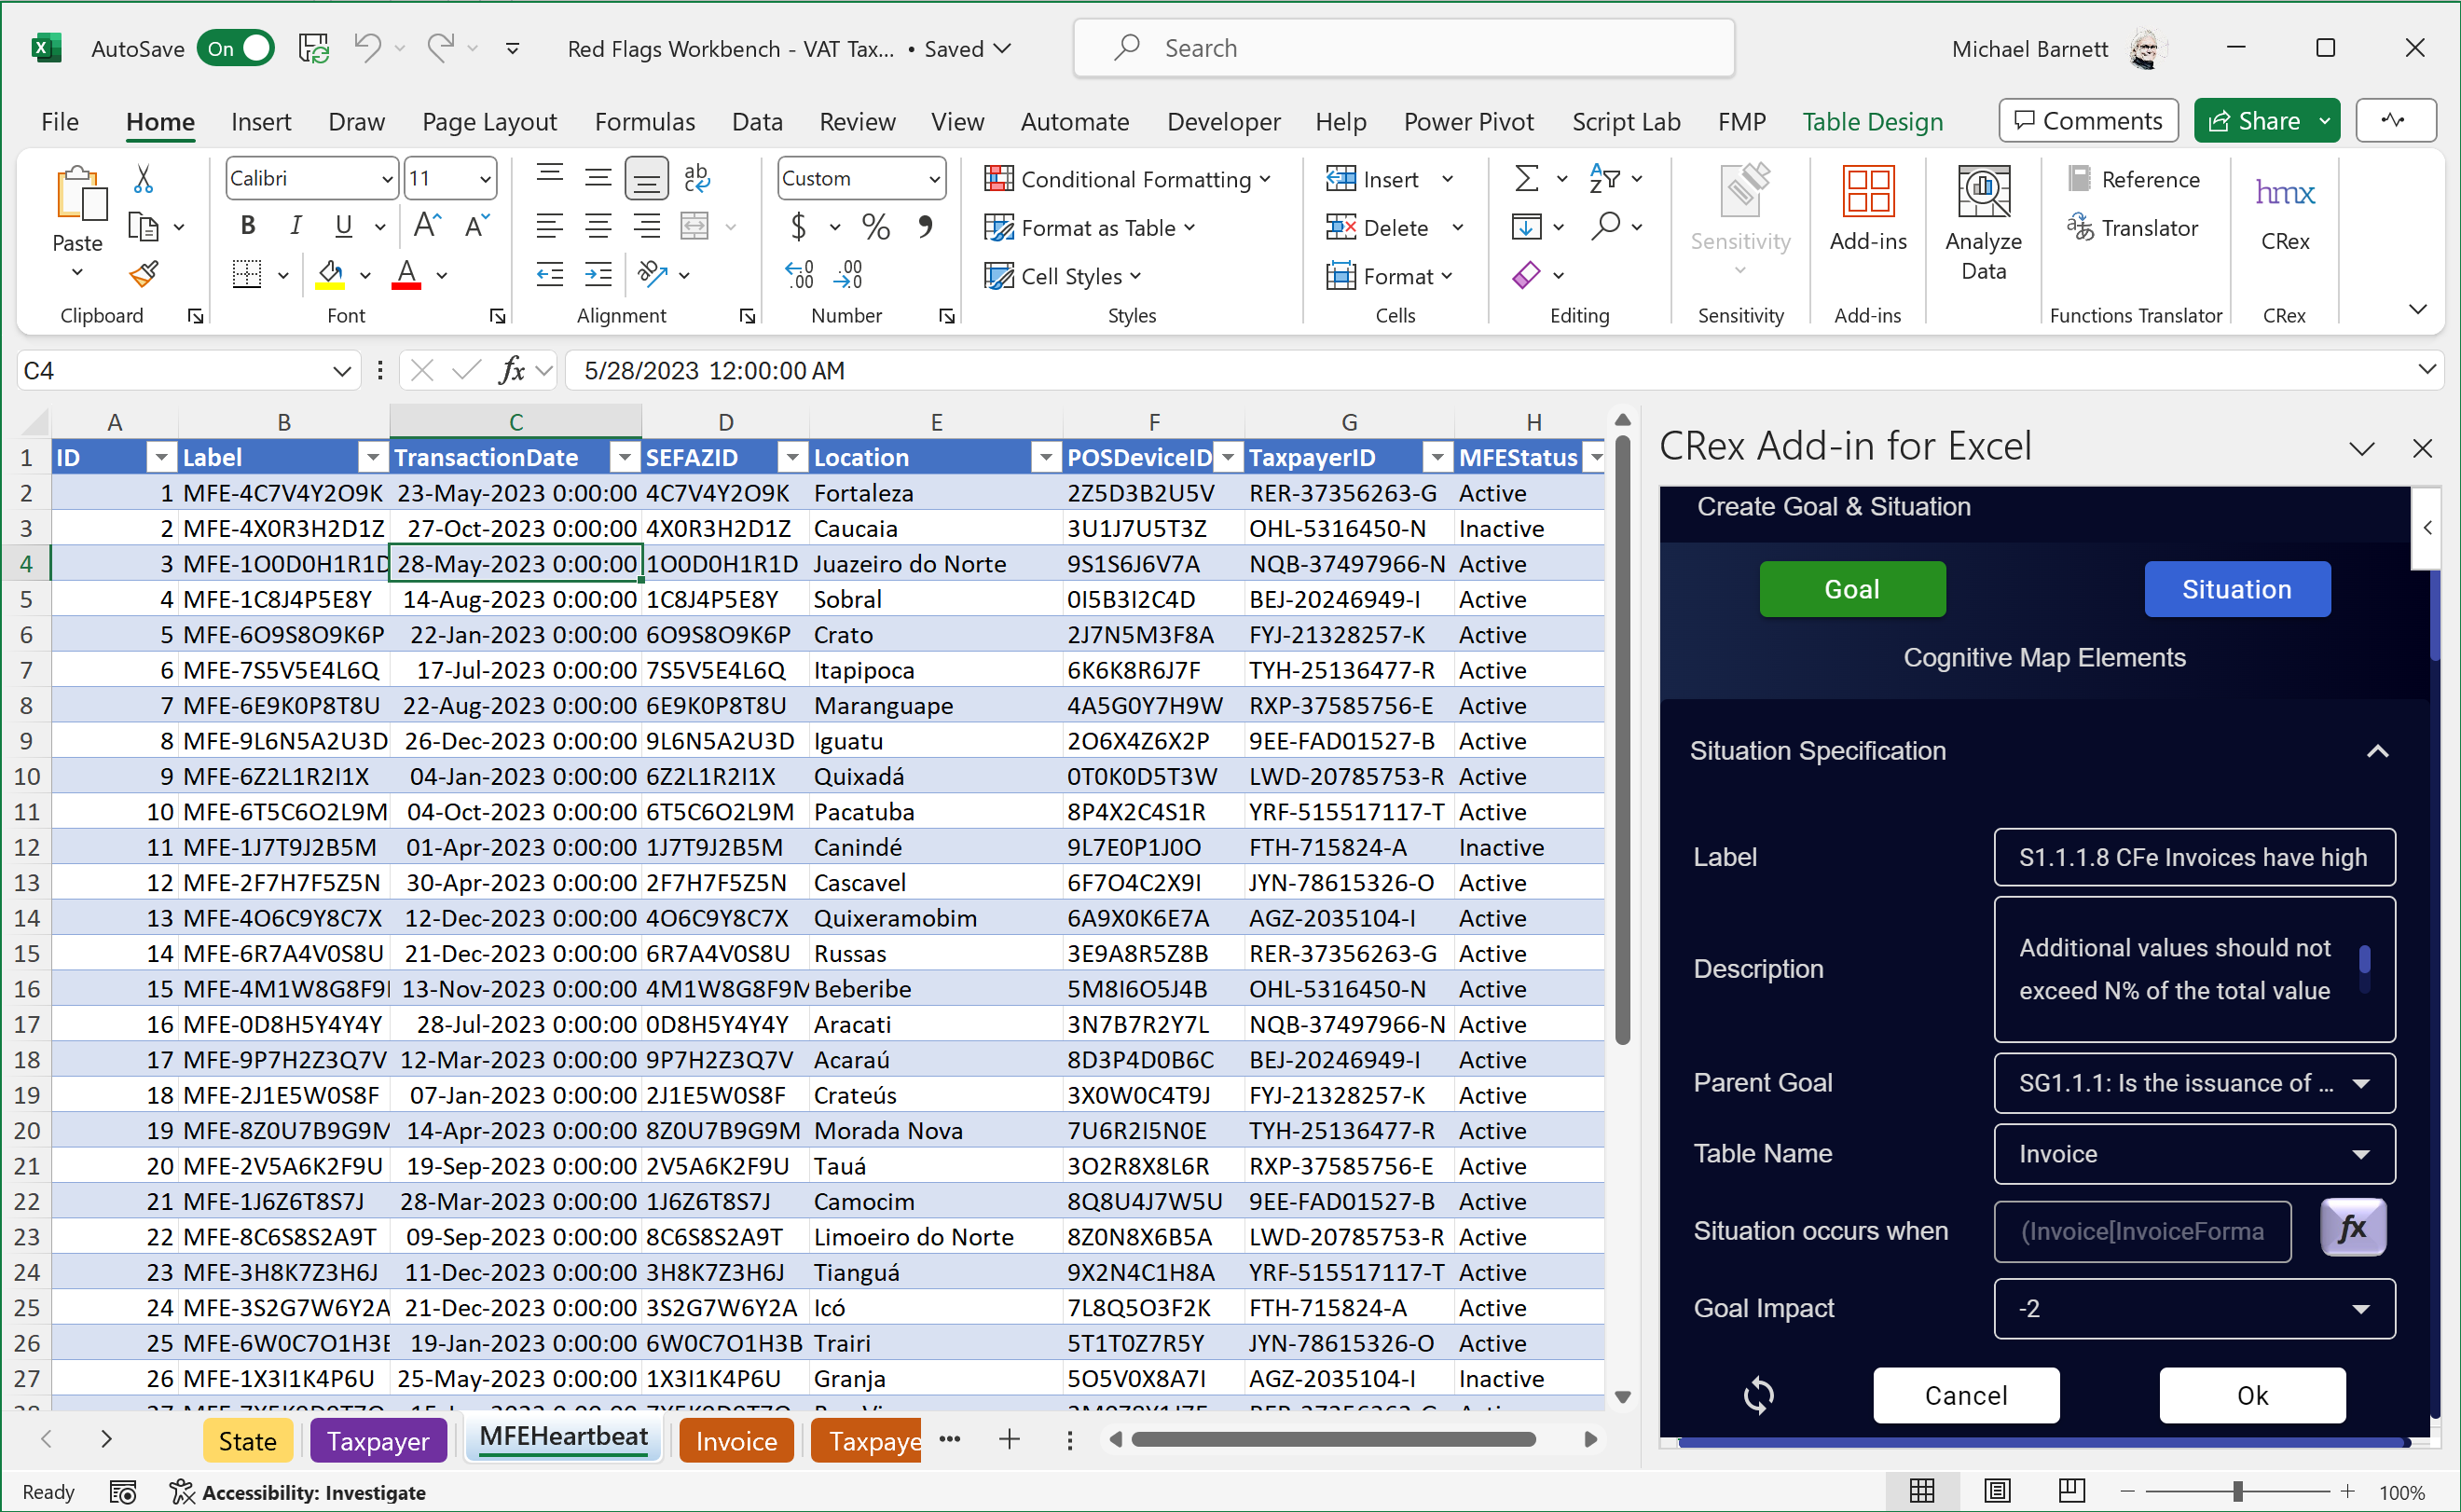 AutoSave On Red Flags Workbench - VAT Tax... • Saved Search Michael Barnett
File Home Insert Draw Page Layout Formulas Data Review View Automate Developer Help Power Pivot Script Lab FMP Table Design Comments Share
Paste
Clipboard
Calibri 11
B I U A A
A
Font
ab c
Alignment
Custom
$ % 9
.00 .00
Number
Conditional Formatting
Format as Table
Cell Styles
Styles
Insert
Delete
Format
Cells
Editing
Sensitivity
Sensitivity
Add-ins
Add-ins
Analyze
Data
Reference
Translator
Functions Translator
hmx
CRex
CRex
C4 fx 5/28/2023 12:00:00 AM
A B C D E F G H
1 ID Label TransactionDate SEFAZID Location POSDeviceID TaxpayerID MFEStatus
2 1 MFE-4C7V4Y2O9K 23-May-2023 0:00:00 4C7V4Y2O9K Fortaleza 2Z5D3B2U5V RER-37356263-G Active
3 2 MFE-4X0R3H2D1Z 27-Oct-2023 0:00:00 4X0R3H2D1Z Caucaia 3U1J7U5T3Z OHL-5316450-N Inactive
4 3 MFE-1O0D0H1R1D 28-May-2023 0:00:00 1O0D0H1R1D Juazeiro do Norte 9S1S6J6V7A NQB-37497966-N Active
5 4 MFE-1C8J4P5E8Y 14-Aug-2023 0:00:00 1C8J4P5E8Y Sobral 0I5B3I2C4D BEJ-20246949-I Active
6 5 MFE-6O9S8O9K6P 22-Jan-2023 0:00:00 6O9S8O9K6P Crato 2J7N5M3F8A FYJ-21328257-K Active
7 6 MFE-7S5V5E4L6Q 17-Jul-2023 0:00:00 7S5V5E4L6Q Itapipoca 6K6K8R6J7F TYH-25136477-R Active
8 7 MFE-6E9K0P8T8U 22-Aug-2023 0:00:00 6E9K0P8T8U Maranguape 4A5G0Y7H9W RXP-37585756-E Active
9 8 MFE-9L6N5A2U3D 26-Dec-2023 0:00:00 9L6N5A2U3D Iguatu 2O6X4Z6X2P 9EE-FAD01527-B Active
10 9 MFE-6Z2L1R2I1X 04-Jan-2023 0:00:00 6Z2L1R2I1X Quixadá 0T0K0D5T3W LWD-20785753-R Active
11 10 MFE-6T5C6O2L9M 04-Oct-2023 0:00:00 6T5C6O2L9M Pacatuba 8P4X2C4S1R YRF-515517117-T Active
12 11 MFE-1J7T9J2B5M 01-Apr-2023 0:00:00 1J7T9J2B5M Canindé 9L7E0P1J0O FTH-715824-A Inactive
13 12 MFE-2F7H7F5Z5N 30-Apr-2023 0:00:00 2F7H7F5Z5N Cascavel 6F7O4C2X9I JYN-78615326-O Active
14 13 MFE-4O6C9Y8C7X 12-Dec-2023 0:00:00 4O6C9Y8C7X Quixeramobim 6A9X0K6E7A AGZ-2035104-I Active
15 14 MFE-6R7A4V0S8U 21-Dec-2023 0:00:00 6R7A4V0S8U Russas 3E9A8R5Z8B RER-37356263-G Active
16 15 MFE-4M1W8G8F9 13-Nov-2023 0:00:00 4M1W8G8F9M Beberibe 5M8I6O5J4B OHL-5316450-N Active
17 16 MFE-0D8H5Y4Y4Y 28-Jul-2023 0:00:00 0D8H5Y4Y4Y Aracati 3N7B7R2Y7L NQB-37497966-N Active
18 17 MFE-9P7H2Z3Q7V 12-Mar-2023 0:00:00 9P7H2Z3Q7V Acaraú 8D3P4D0B6C BEJ-20246949-I Active
19 18 MFE-2J1E5W0S8F 07-Jan-2023 0:00:00 2J1E5W0S8F Crateús 3X0W0C4T9J FYJ-21328257-K Active
20 19 MFE-8Z0U7B9G9M 14-Apr-2023 0:00:00 8Z0U7B9G9M Morada Nova 7U6R2I5N0E TYH-25136477-R Active
21 20 MFE-2V5A6K2F9U 19-Sep-2023 0:00:00 2V5A6K2F9U Tauá 3O2R8X8L6R RXP-37585756-E Active
22 21 MFE-1J6Z6T8S7J 28-Mar-2023 0:00:00 1J6Z6T8S7J Camocim 8Q8U4J7W5U 9EE-FAD01527-B Active
23 22 MFE-8C6S8S2A9T 09-Sep-2023 0:00:00 8C6S8S2A9T Limoeiro do Norte 8Z0N8X6B5A LWD-20785753-R Active
24 23 MFE-3H8K7Z3H6J 11-Dec-2023 0:00:00 3H8K7Z3H6J Tianguá 9X2N4C1H8A YRF-515517117-T Active
25 24 MFE-3S2G7W6Y2A 21-Dec-2023 0:00:00 3S2G7W6Y2A Icó 7L8Q5O3F2K FTH-715824-A Active
26 25 MFE-6W0C7O1H3B 19-Jan-2023 0:00:00 6W0C7O1H3B Trairi 5T1T0Z7R5Y JYN-78615326-O Active
27 26 MFE-1X3I1K4P6U 25-May-2023 0:00:00 1X3I1K4P6U Granja 5O5V0X8A7I AGZ-2035104-I Inactive
State Taxpayer MFEHeartbeat Invoice Taxpaye ...
Ready Accessibility: Investigate 100%
CRex Add-in for Excel
Create Goal & Situation
Goal Situation
Cognitive Map Elements
Situation Specification
Label S1.1.1.8 CFe Invoices have high
Description Additional values should not
exceed N% of the total value
Parent Goal SG1.1.1: Is the issuance of ...
Table Name Invoice
Situation occurs when (Invoice[InvoiceForma fx
Goal Impact -2
Cancel Ok